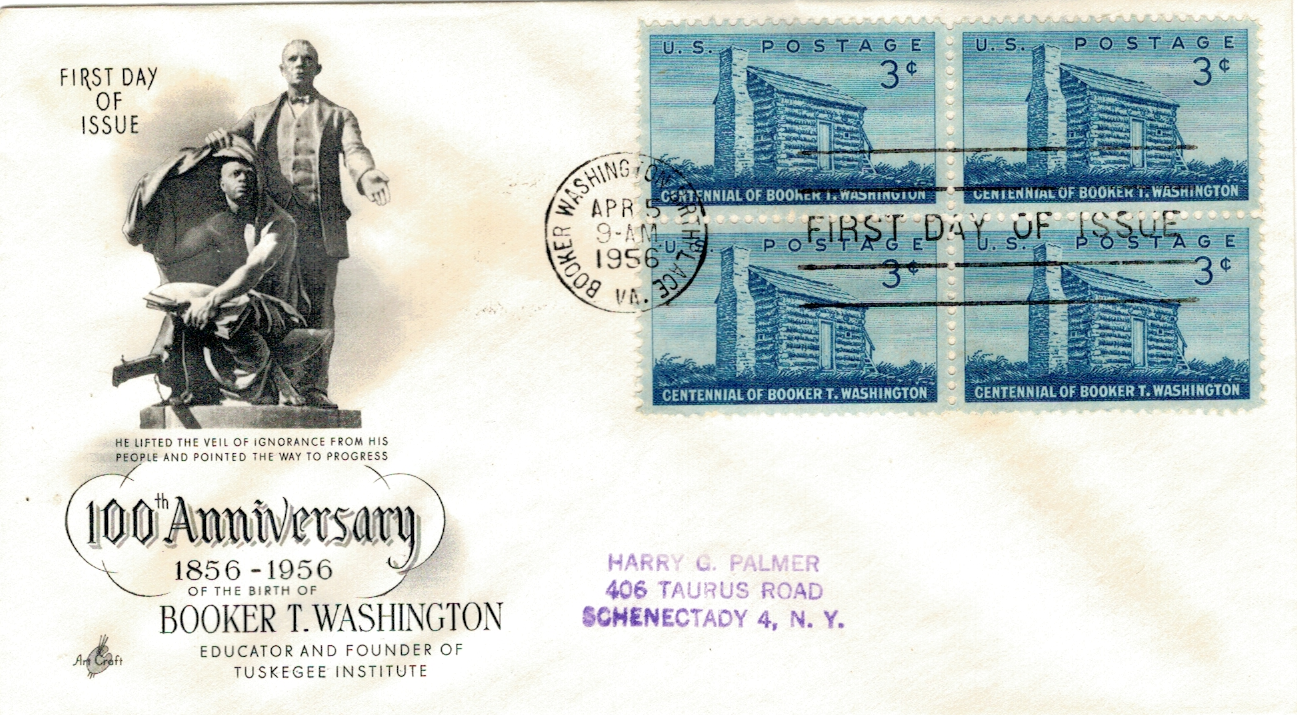 FIRST DAY
OF
ISSUE
HE LIFTED THE VEIL OF IGNORANCE FROM HIS
PEOPLE AND POINTED THE WAY TO PROGRESS
100th Anniversary
1856 - 1956
OF THE BIRTH OF
BOOKER T. WASHINGTON
EDUCATOR AND FOUNDER OF
TUSKEGEE INSTITUTE
Art Craft
BOOKER WASHINGTON BIRTHPLACE
APR 5
9-AM
1956
VA.
U.S. POSTAGE
3¢
CENTENNIAL OF BOOKER T. WASHINGTON
U.S. POSTAGE
3¢
CENTENNIAL OF BOOKER T. WASHINGTON
FIRST DAY OF ISSUE
U.S. POSTAGE
3¢
CENTENNIAL OF BOOKER T. WASHINGTON
U.S. POSTAGE
3¢
CENTENNIAL OF BOOKER T. WASHINGTON
HARRY G. PALMER
406 TAURUS ROAD
SCHENECTADY 4, N. Y.